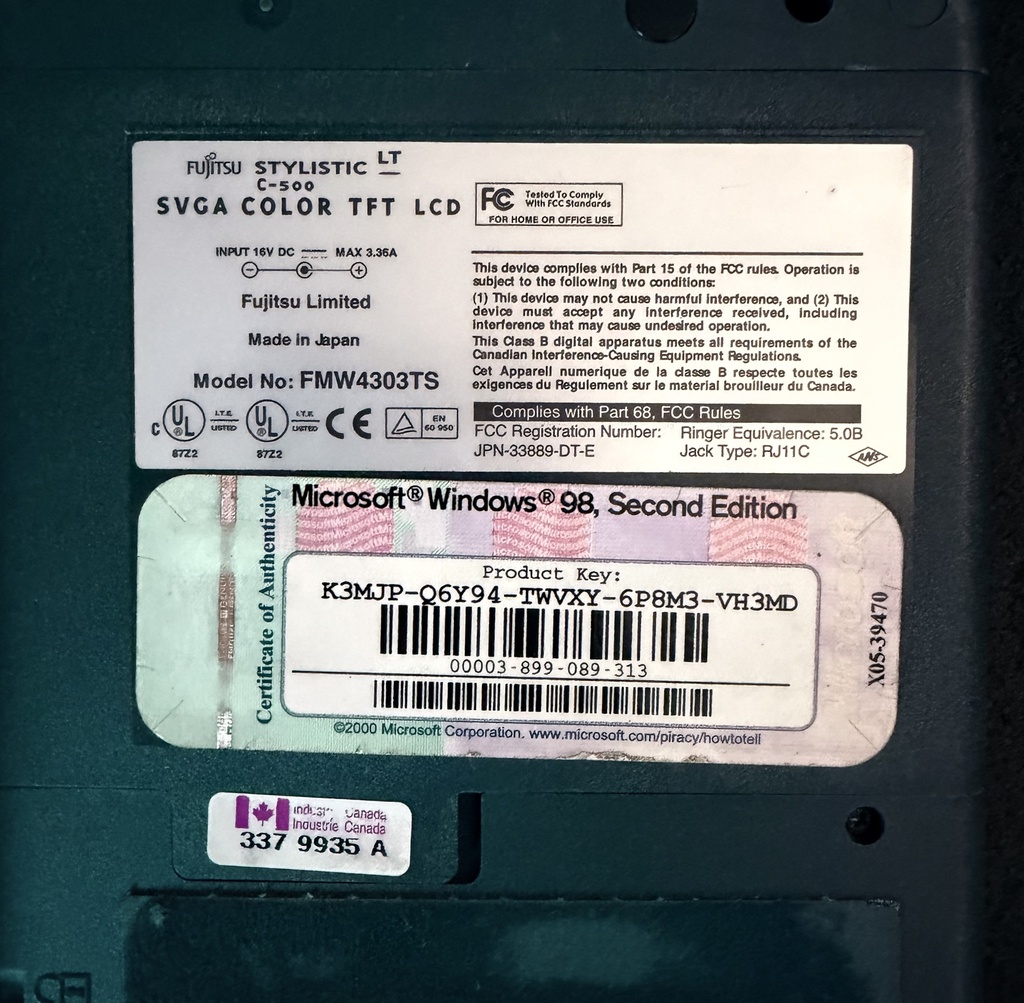 FUJITSU STYLISTIC LT
C-500
SVGA COLOR TFT LCD
FC Tested To Comply With FCC Standards
FOR HOME OR OFFICE USE
INPUT 16V DC MAX 3.36A
Fujitsu Limited
Made in Japan
Model No: FMW4303TS
C UL ® I.T.E. LISTED UL ® I.T.E. LISTED CE EN 60 950
87Z2 87Z2
This device complies with Part 15 of the FCC rules. Operation is
subject to the following two conditions:
(1) This device may not cause harmful interference, and (2) This
device must accept any interference received, including
interference that may cause undesired operation.
This Class B digital apparatus meets all requirements of the
Canadian Interference-Causing Equipment Regulations.
Cet Appareil numerique de la classe B respecte toutes les
exigences du Regulement sur le material brouilleur du Canada.
Complies with Part 68, FCC Rules
FCC Registration Number: Ringer Equivalence: 5.0B
JPN-33889-DT-E Jack Type: RJ11C
Certificate of Authenticity
Microsoft® Windows® 98, Second Edition
Product Key:
K3MJP-Q6Y94-TWVXY-6P8M3-VH3MD
00003-899-089-313
©2000 Microsoft Corporation. www.microsoft.com/piracy/howtotell
X05-39470
Industry Canada
Industrie Canada
337 9935 A